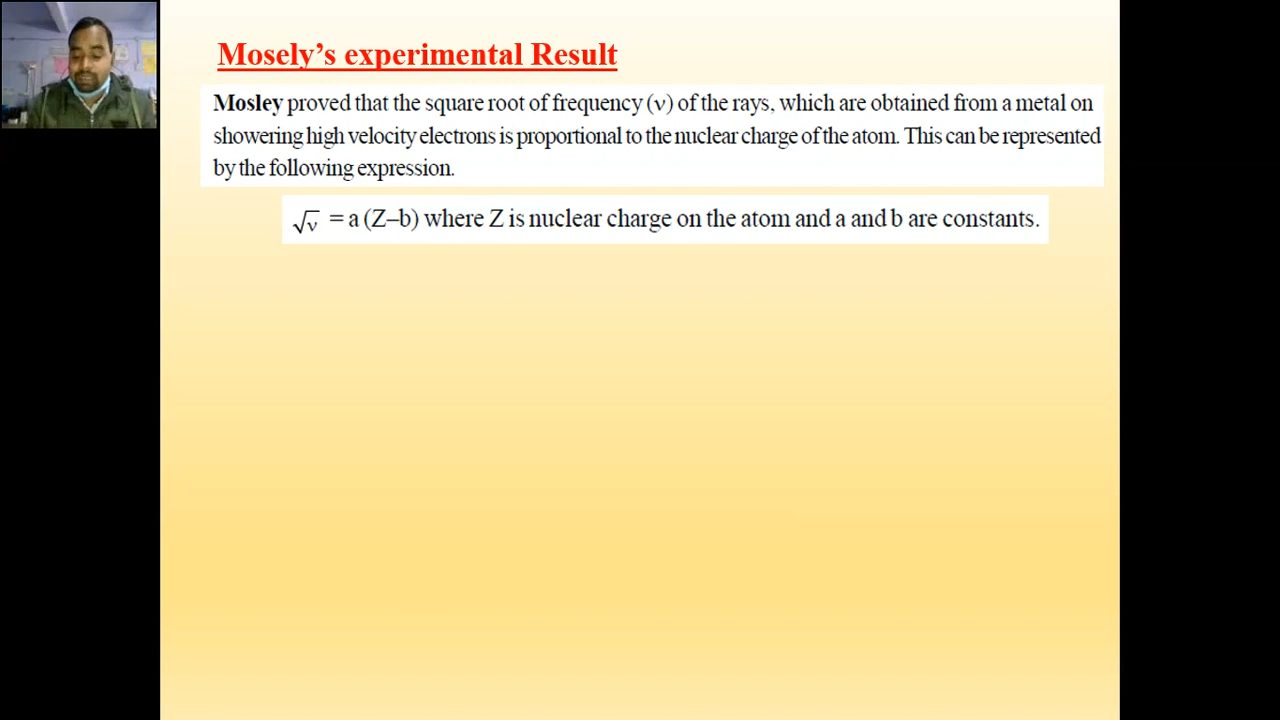 Mosely’s experimental Result
Mosley proved that the square root of frequency (ν) of the rays, which are obtained from a metal on
showering high velocity electrons is proportional to the nuclear charge of the atom. This can be represented
by the following expression.
√ν = a (Z–b) where Z is nuclear charge on the atom and a and b are constants.